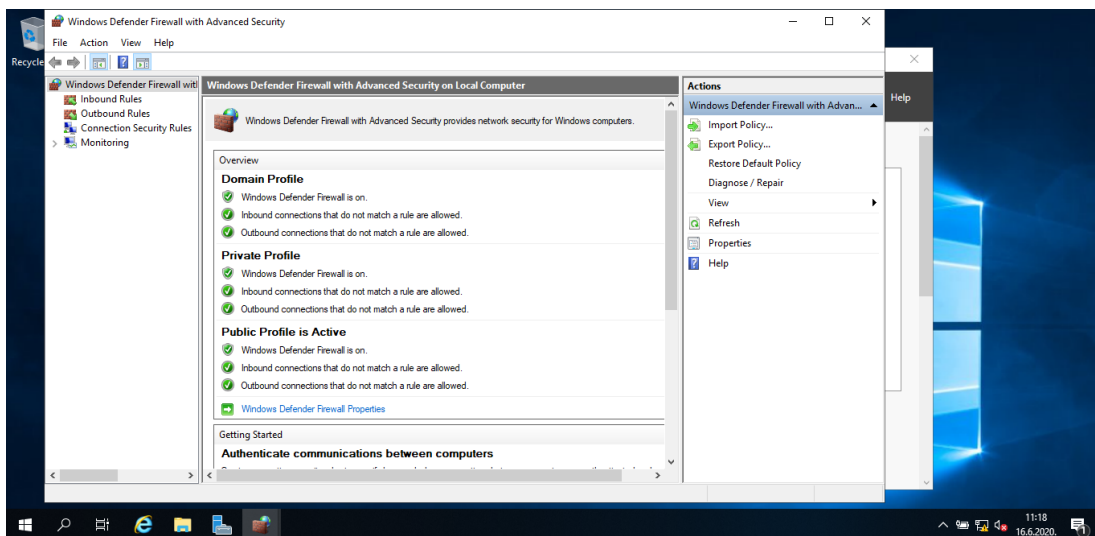 Windows Defender Firewall with Advanced Security
File Action View Help
Recycle
Windows Defender Firewall witl
Inbound Rules
Outbound Rules
Connection Security Rules
Monitoring
Windows Defender Firewall with Advanced Security on Local Computer
Windows Defender Firewall with Advanced Security provides network security for Windows computers.
Overview
Domain Profile
Windows Defender Firewall is on.
Inbound connections that do not match a rule are allowed.
Outbound connections that do not match a rule are allowed.
Private Profile
Windows Defender Firewall is on.
Inbound connections that do not match a rule are allowed.
Outbound connections that do not match a rule are allowed.
Public Profile is Active
Windows Defender Firewall is on.
Inbound connections that do not match a rule are allowed.
Outbound connections that do not match a rule are allowed.
Windows Defender Firewall Properties
Getting Started
Authenticate communications between computers
Actions
Windows Defender Firewall with Advan...
Import Policy...
Export Policy...
Restore Default Policy
Diagnose / Repair
View
Refresh
Properties
Help
Help
11:18
16.6.2020.
1